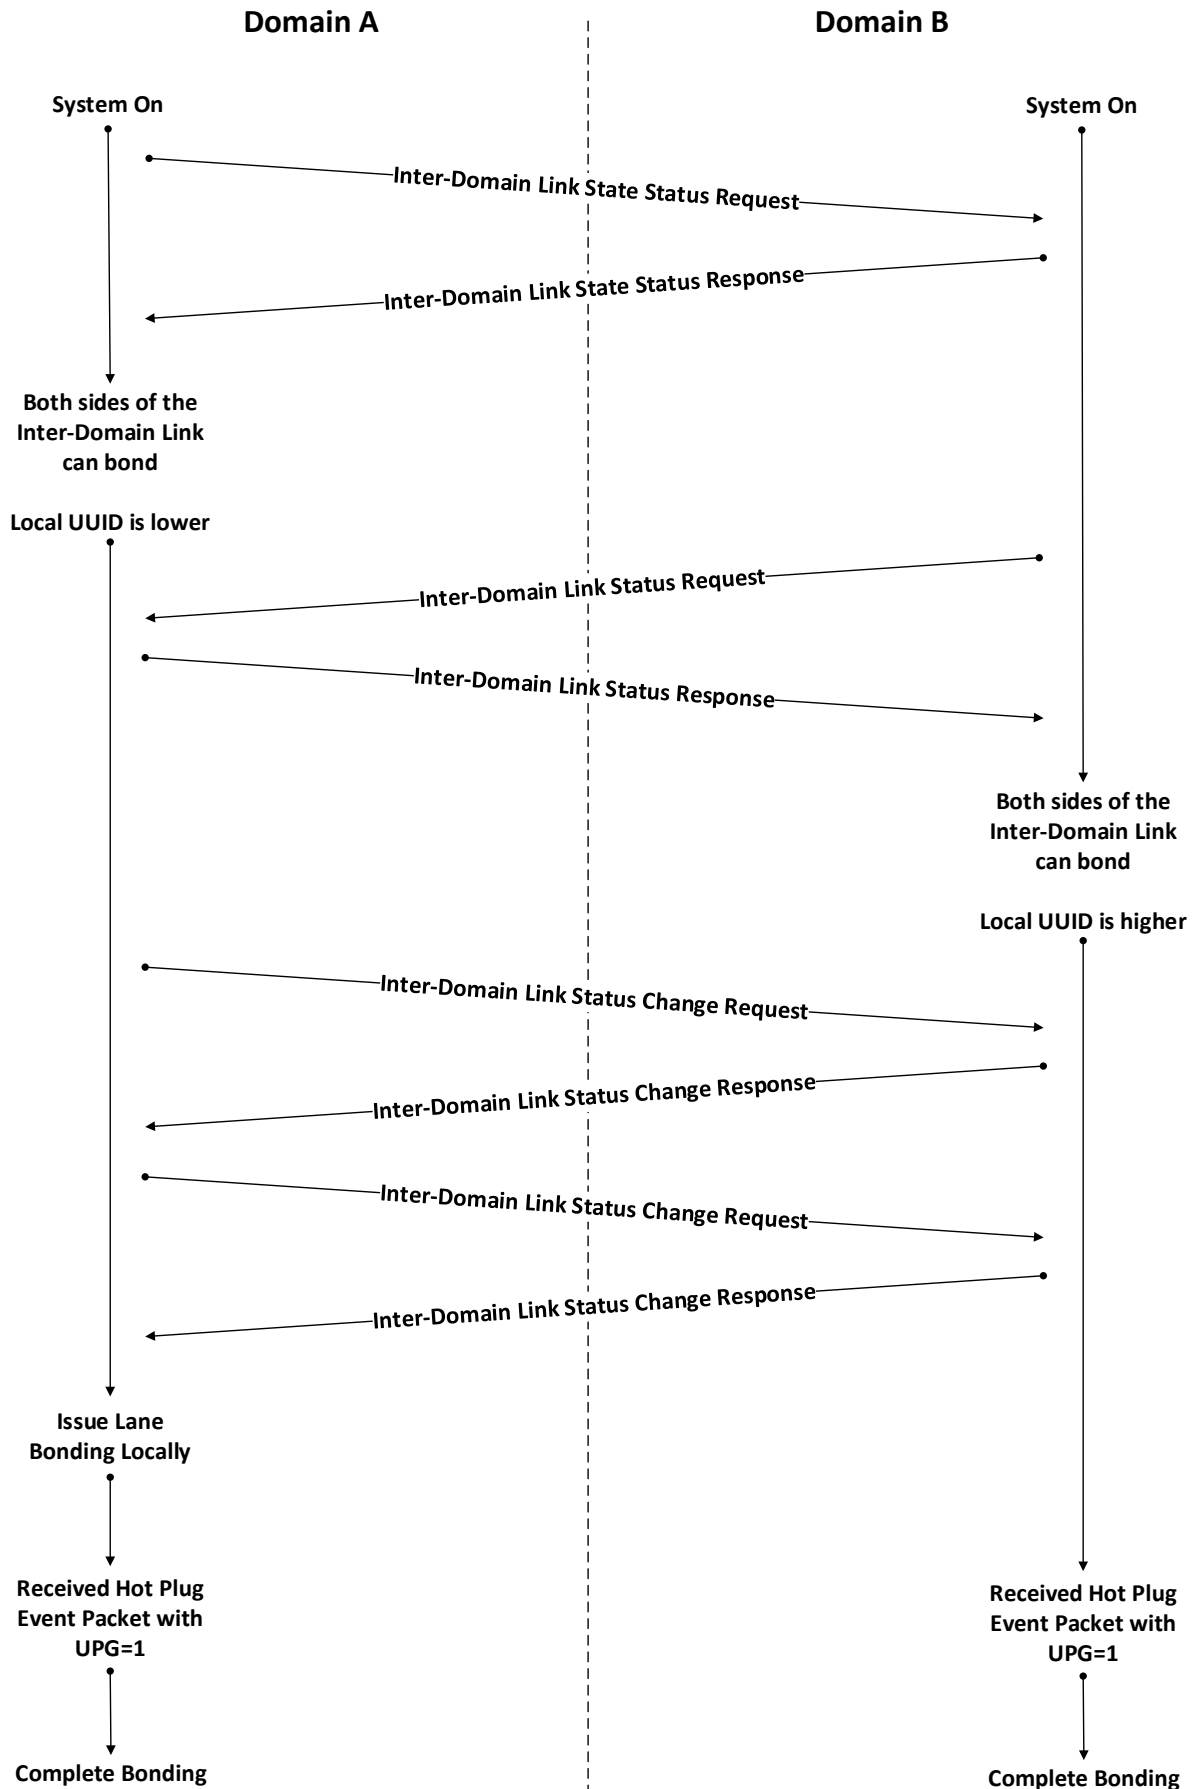 Domain A
Domain B
System On
System On
Inter-Domain Link State Status Request
Inter-Domain Link State Status Response
Both sides of the
Inter-Domain Link
can bond
Local UUID is lower
Inter-Domain Link Status Request
Inter-Domain Link Status Response
Both sides of the
Inter-Domain Link
can bond
Local UUID is higher
Inter-Domain Link Status Change Request
Inter-Domain Link Status Change Response
Inter-Domain Link Status Change Request
Inter-Domain Link Status Change Response
Issue Lane
Bonding Locally
Received Hot Plug
Event Packet with
UPG=1
Received Hot Plug
Event Packet with
UPG=1
Complete Bonding
Complete Bonding